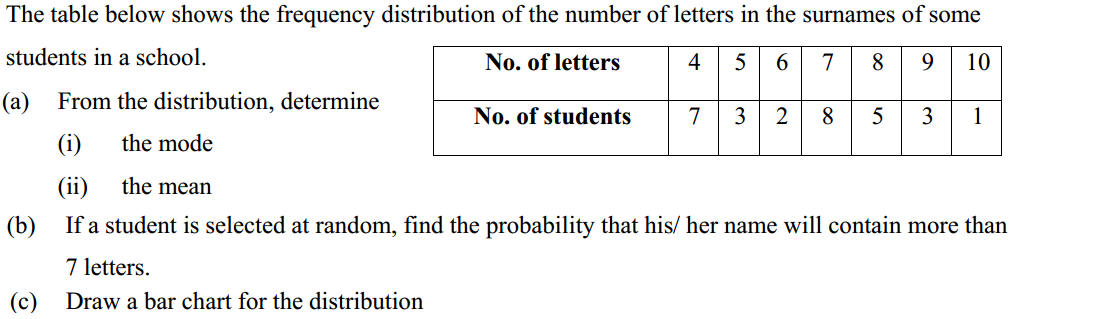 The table below shows the frequency distribution of the number of letters in the surnames of some
students in a school.
No. of letters 4 5 6 7 8 9 10
No. of students 7 3 2 8 5 3 1
(a) From the distribution, determine
(i) the mode
(ii) the mean
(b) If a student is selected at random, find the probability that his/ her name will contain more than
7 letters.
(c) Draw a bar chart for the distribution